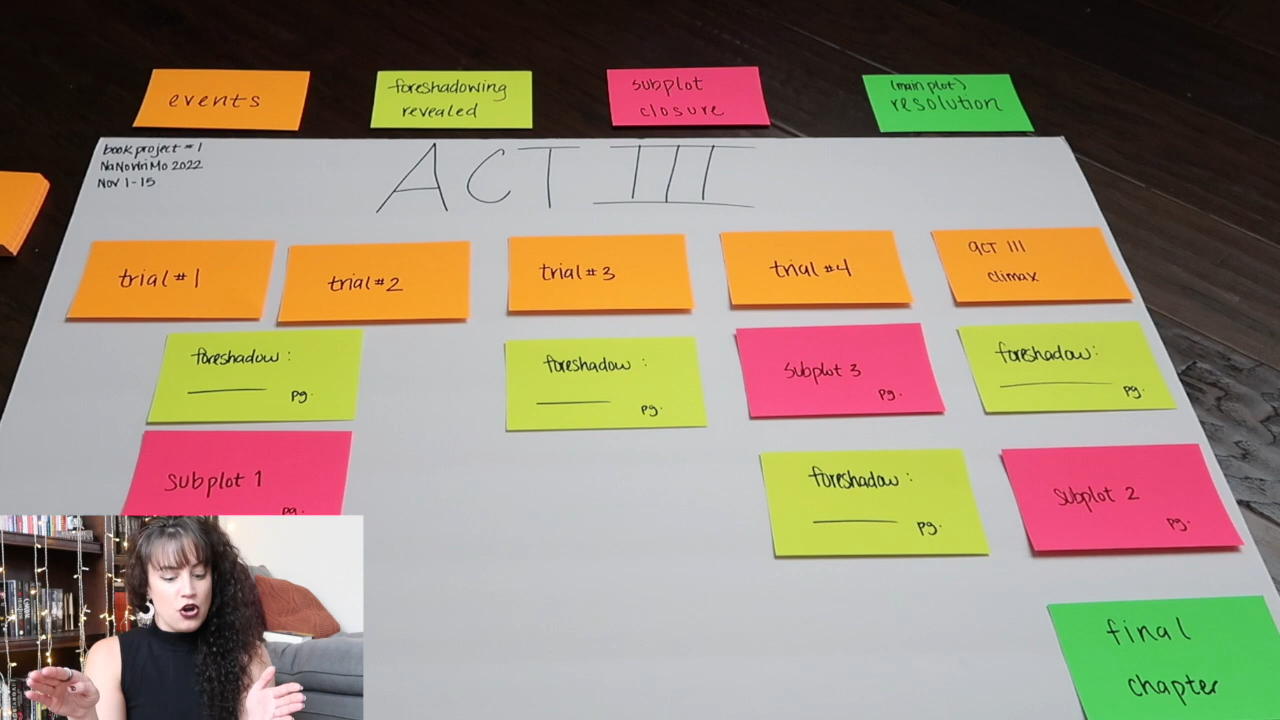 events
foreshadowing
revealed
subplot
closure
(main plot)
resolution
book project #1
NaNoWriMo 2022
Nov 1-15
ACT III
trial #1
trial #2
trial #3
trial #4
act III
climax
foreshadow:
pg.
foreshadow:
pg.
subplot 3
pg.
foreshadow:
pg.
subplot 1
pg.
foreshadow:
pg.
subplot 2
pg.
final
chapter